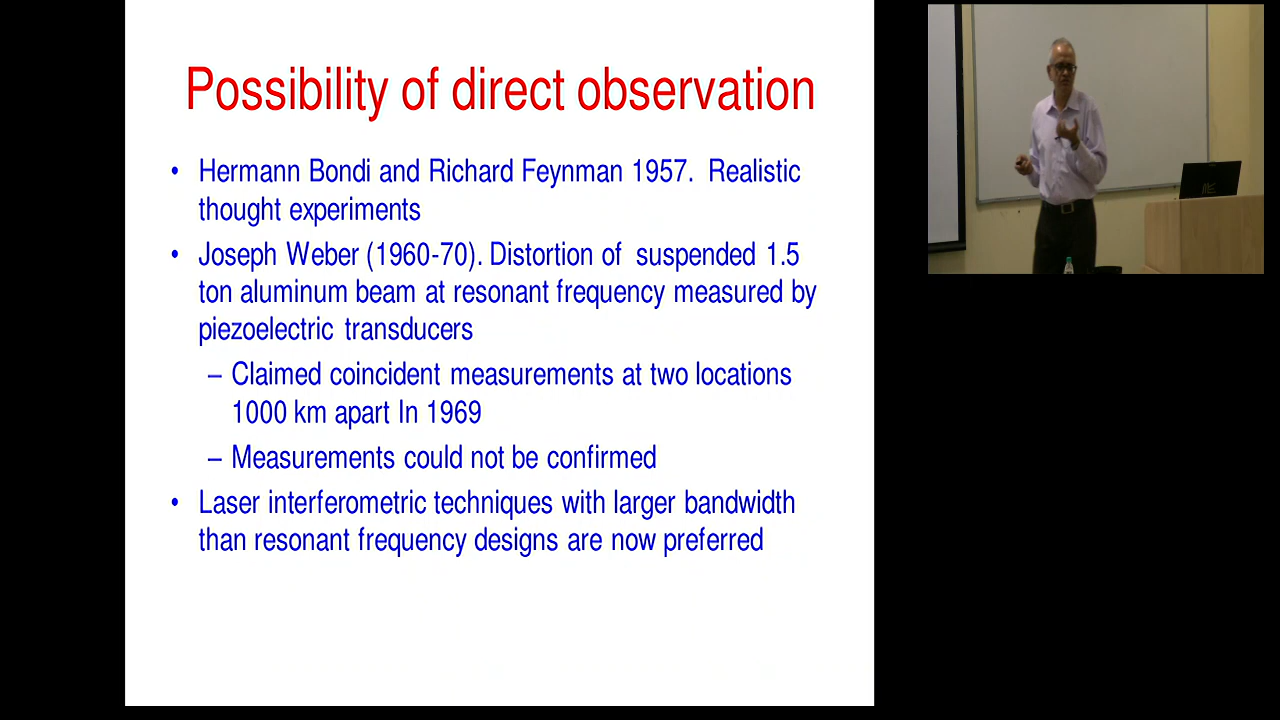 Possibility of direct observation
• Hermann Bondi and Richard Feynman 1957. Realistic
thought experiments
• Joseph Weber (1960-70). Distortion of suspended 1.5
ton aluminum beam at resonant frequency measured by
piezoelectric transducers
– Claimed coincident measurements at two locations
1000 km apart In 1969
– Measurements could not be confirmed
• Laser interferometric techniques with larger bandwidth
than resonant frequency designs are now preferred